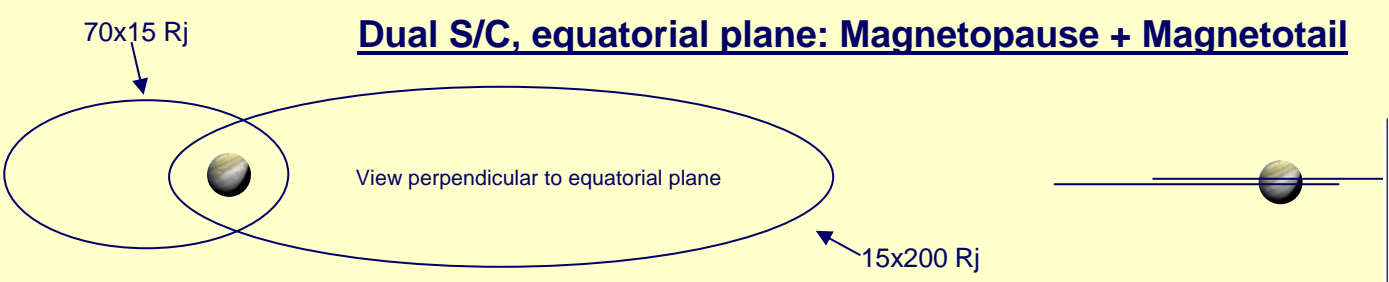 70x15 Rj
Dual S/C, equatorial plane: Magnetopause + Magnetotail
View perpendicular to equatorial plane
15x200 Rj